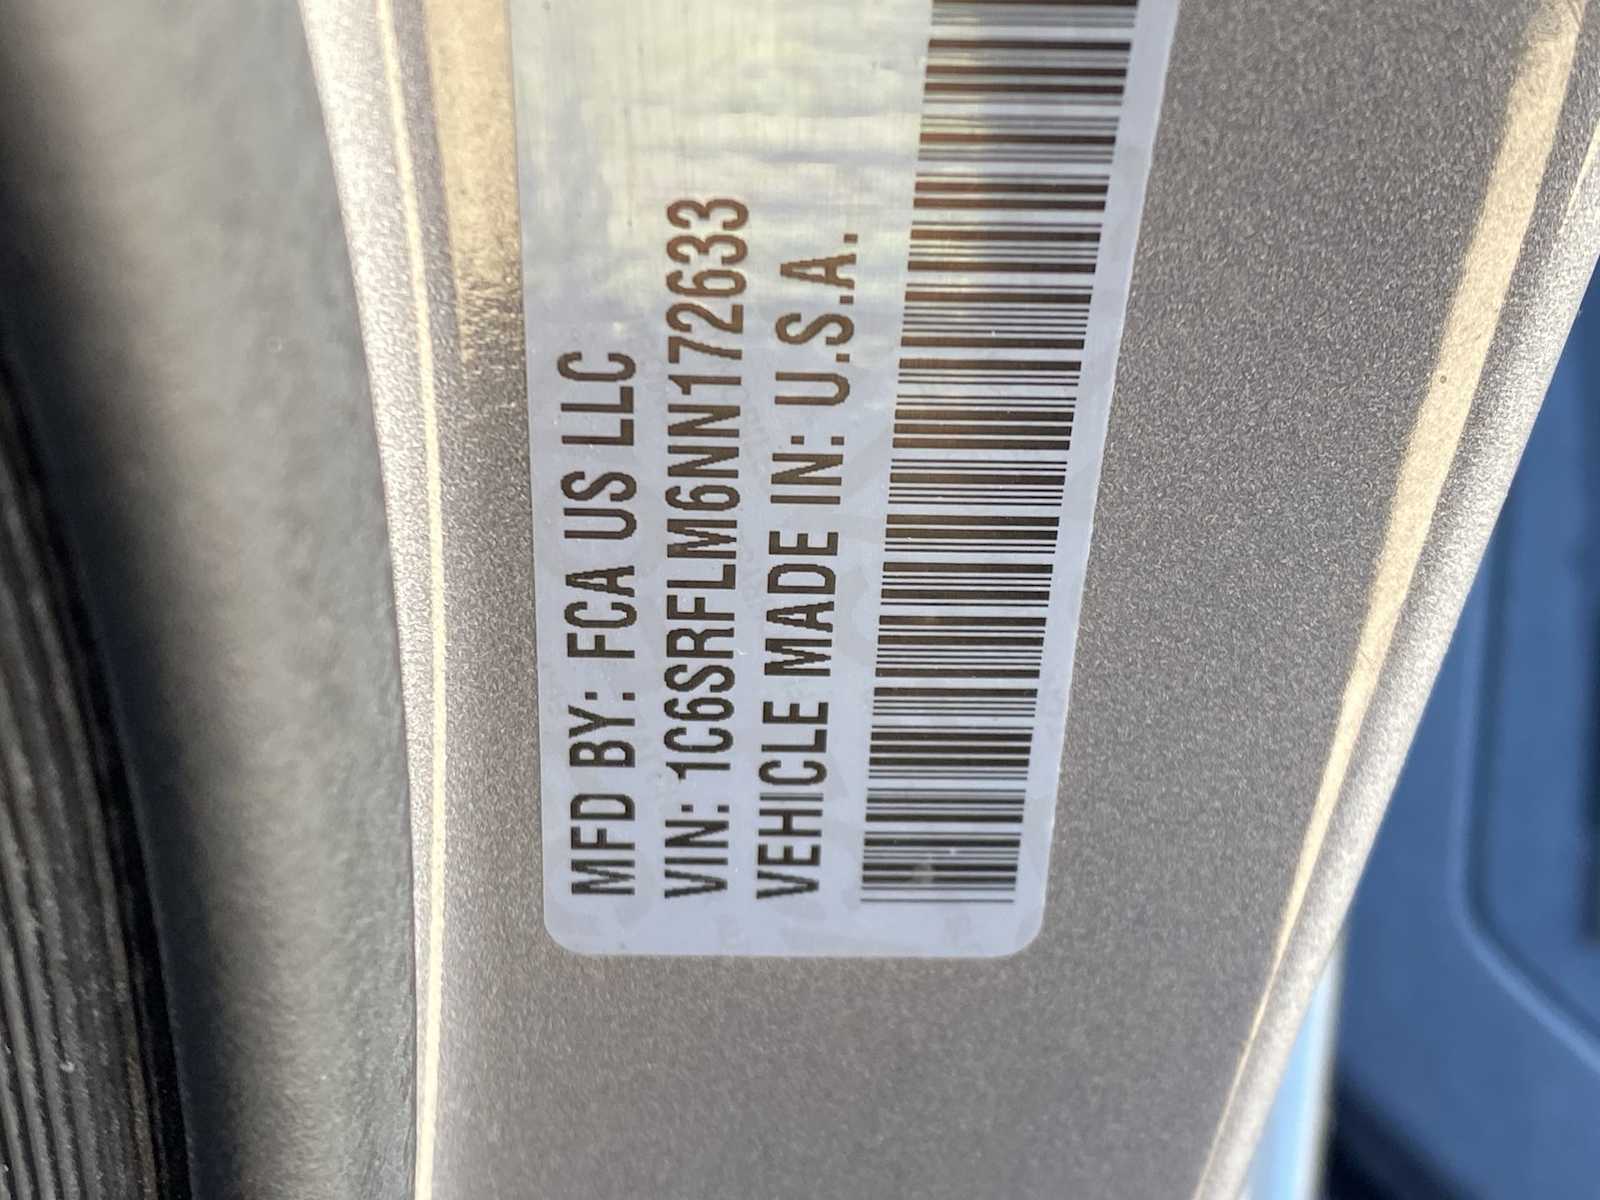 MFD BY: FCA US LLC
VIN: 1C6SRFLM6NN172633
VEHICLE MADE IN: U.S.A.